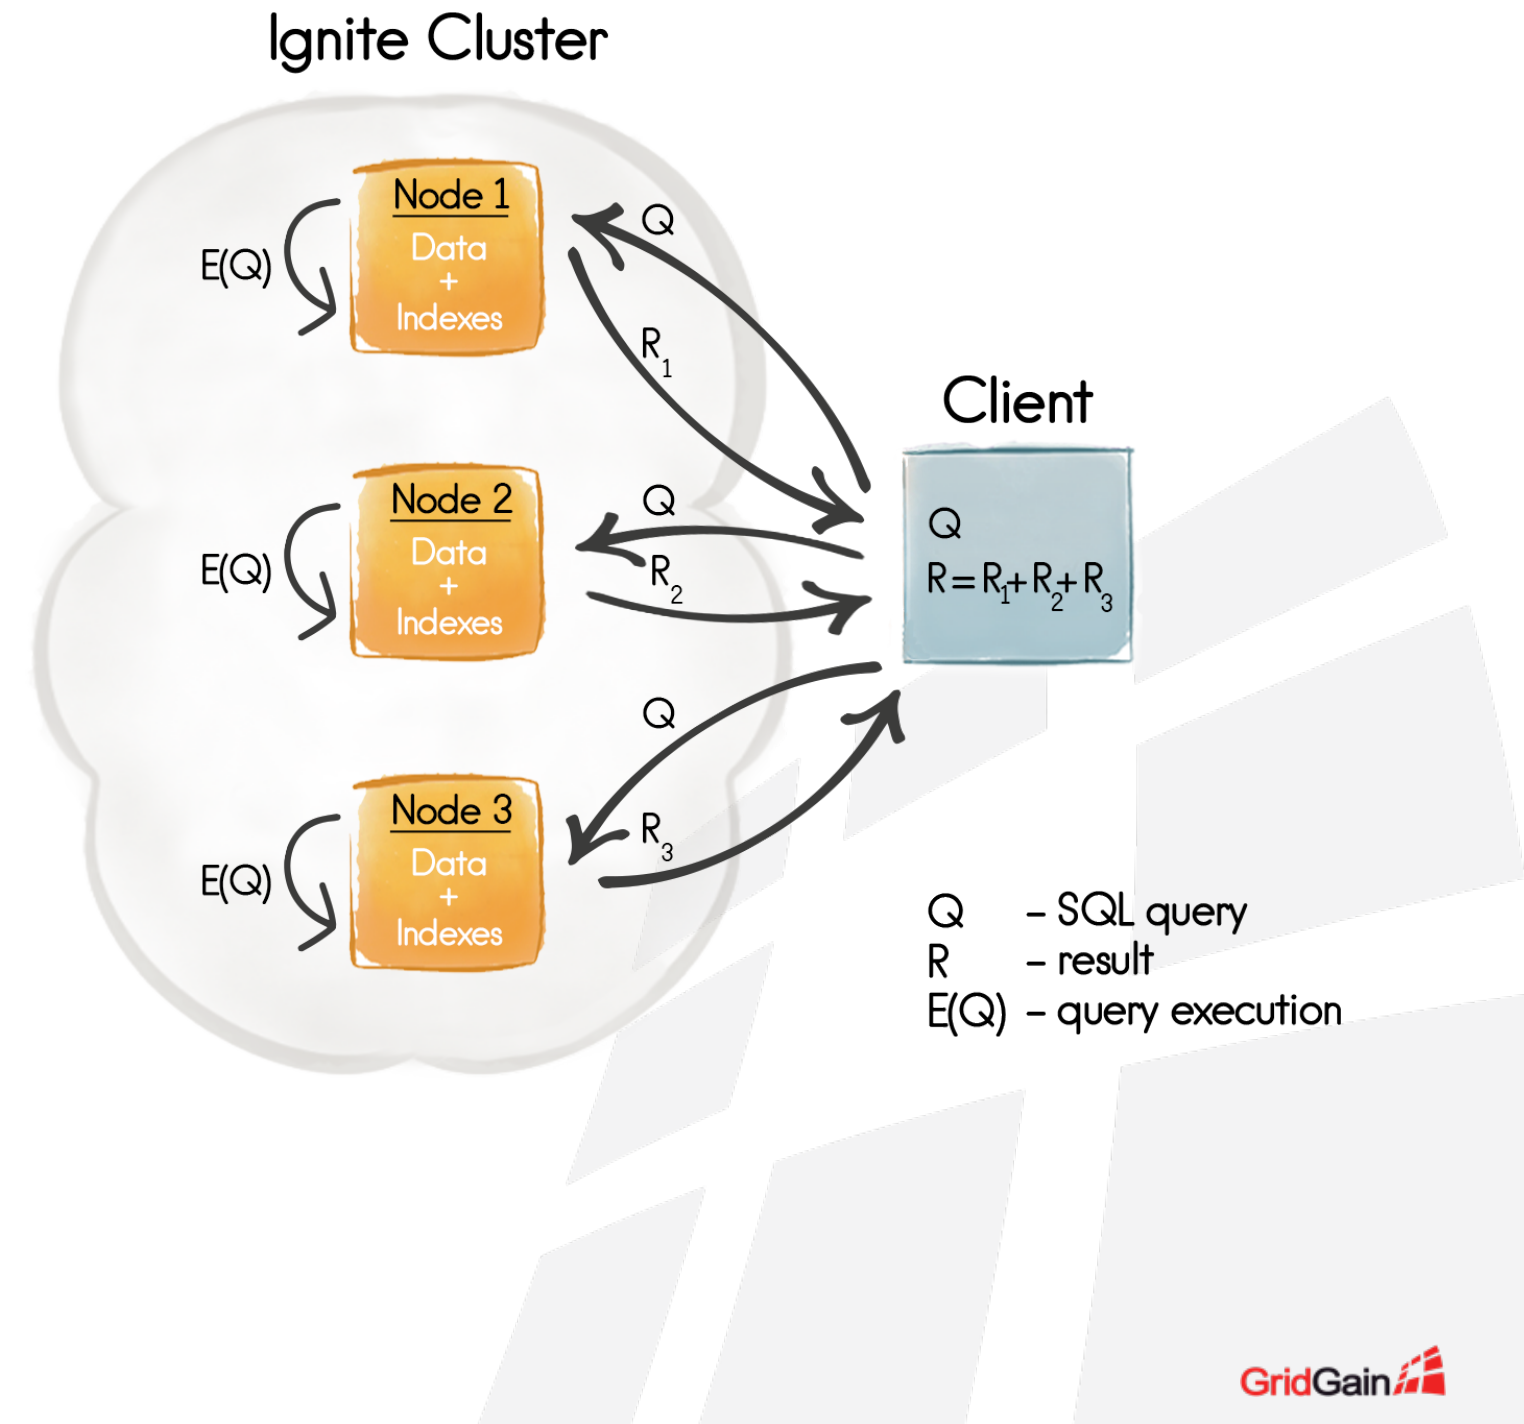 Ignite Cluster
Node 1
Data
+
Indexes
E(Q)
Q
R1
Node 2
Data
+
Indexes
E(Q)
Q
R2
Node 3
Data
+
Indexes
E(Q)
Q
R3
Client
Q
R=R1+R2+R3
Q – SQL query
R – result
E(Q) – query execution
GridGain